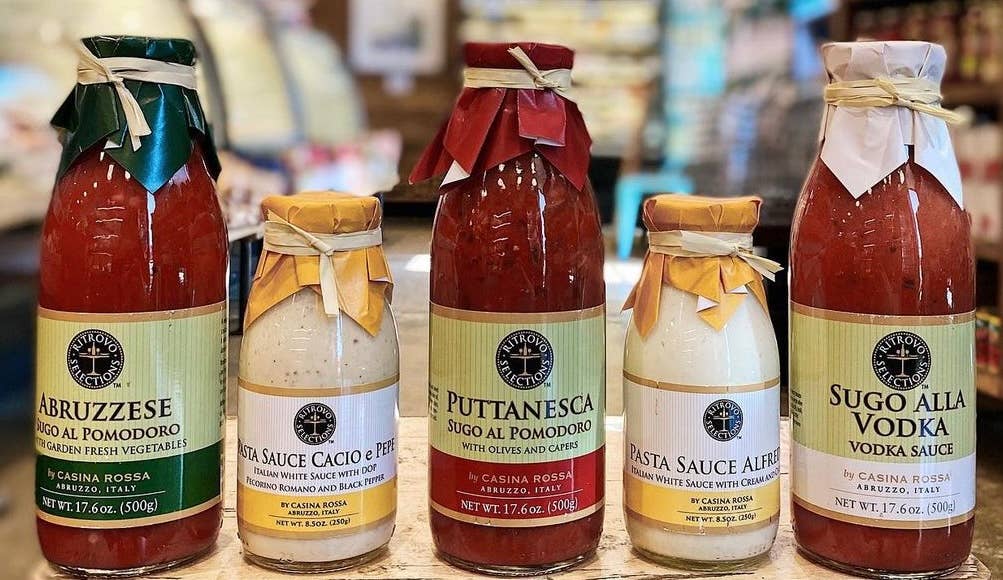 RITROVO
SELECTIONS
™
ABRUZZESE
SUGO AL POMODORO
WITH GARDEN FRESH VEGETABLES
by CASINA ROSSA
ABRUZZO, ITALY
NET WT. 17.6 oz. (500g)
RITROVO
SELECTIONS
PASTA SAUCE CACIO e PEPE
ITALIAN WHITE SAUCE WITH DOP
PECORINO ROMANO AND BLACK PEPPER
BY CASINA ROSSA
ABRUZZO, ITALY
NET WT. 8.5oz. (250g)
RITROVO
SELECTIONS
™
PUTTANESCA
SUGO AL POMODORO
WITH OLIVES AND CAPERS
by CASINA ROSSA
ABRUZZO, ITALY
NET WT. 17.6 oz. (500g)
RITROVO
SELECTIONS
PASTA SAUCE ALFRED
ITALIAN WHITE SAUCE WITH CREAM AND
BY CASINA ROSSA
ABRUZZO, ITALY
NET WT. 8.5oz. (250g)
RITROVO
SELECTIONS
™
SUGO ALLA
VODKA
VODKA SAUCE
by CASINA ROSSA
ABRUZZO, ITALY
NET WT. 17.6 oz. (500g)